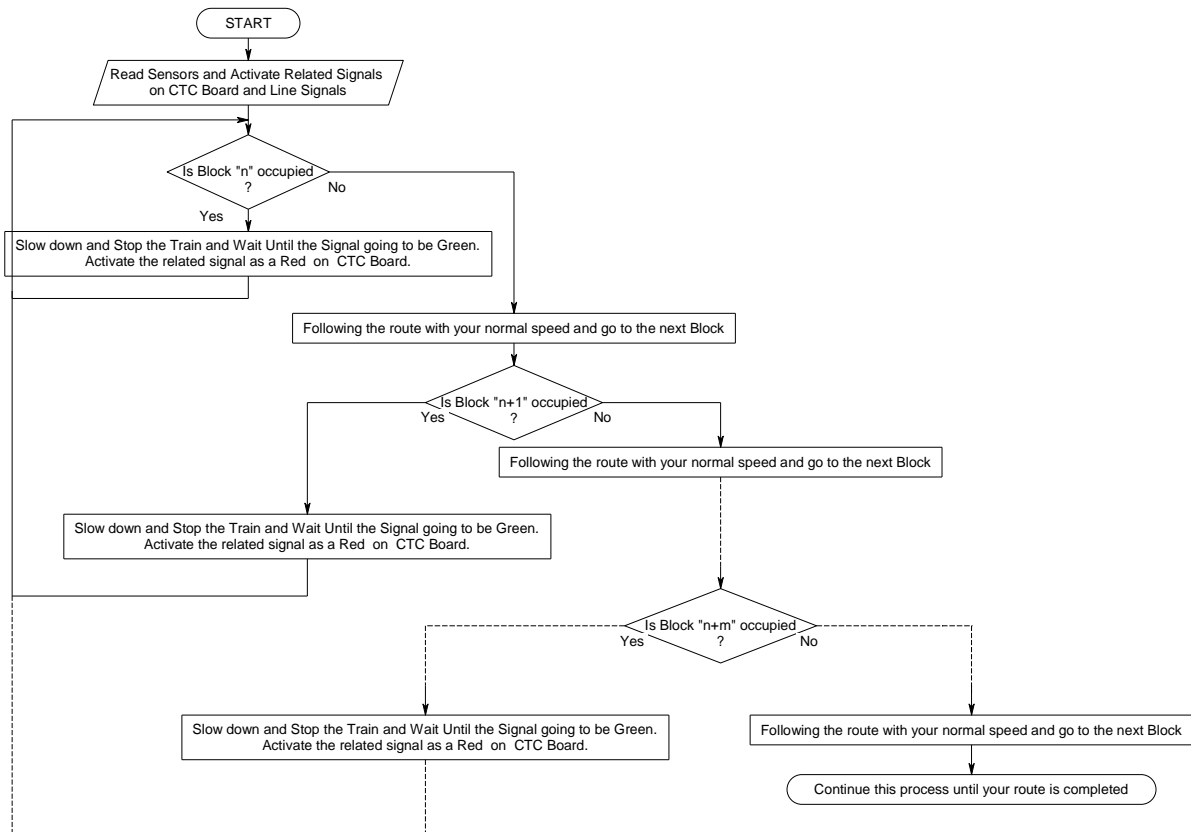 START
Read Sensors and Activate Related Signals
on CTC Board and Line Signals
Is Block "n" occupied
?
No
Yes
Slow down and Stop the Train and Wait Until the Signal going to be Green.
Activate the related signal as a Red on CTC Board.
Following the route with your normal speed and go to the next Block
Is Block "n+1" occupied
?
Yes
No
Following the route with your normal speed and go to the next Block
Slow down and Stop the Train and Wait Until the Signal going to be Green.
Activate the related signal as a Red on CTC Board.
Is Block "n+m" occupied
?
Yes
No
Slow down and Stop the Train and Wait Until the Signal going to be Green.
Activate the related signal as a Red on CTC Board.
Following the route with your normal speed and go to the next Block
Continue this process until your route is completed